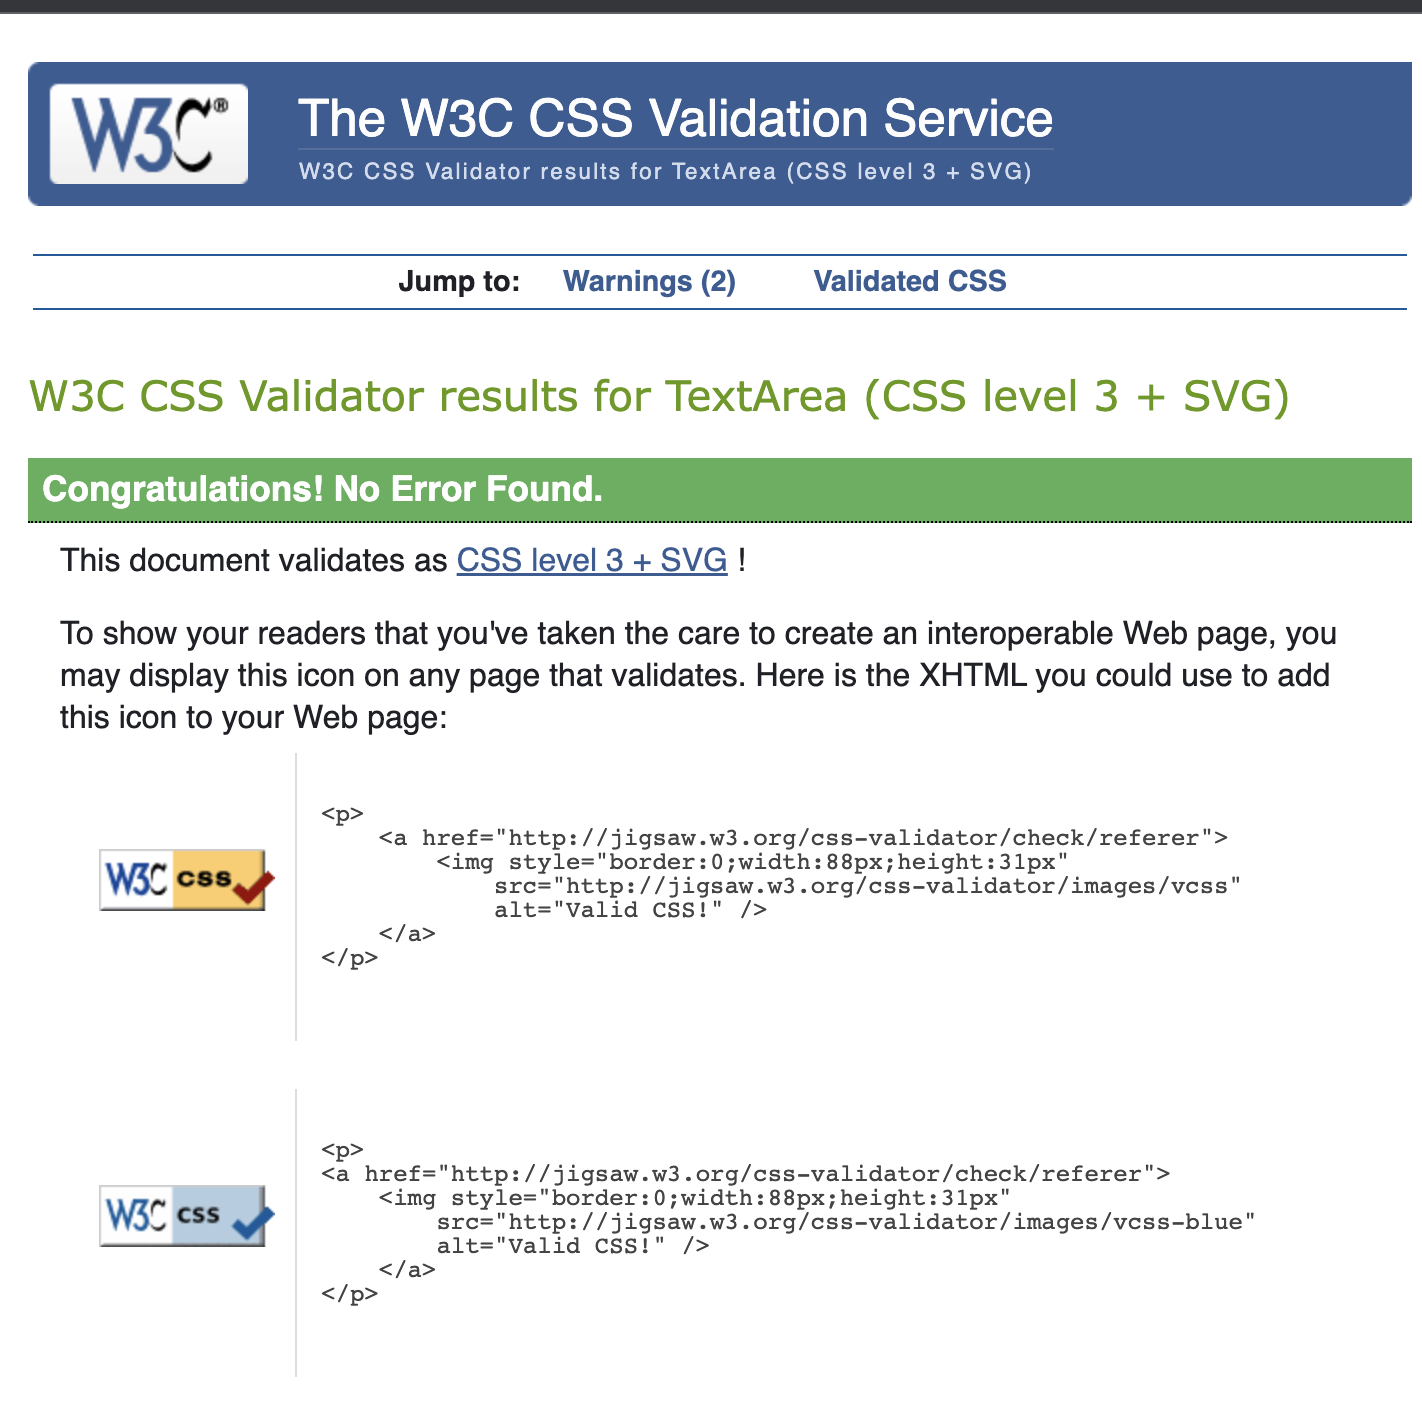 W3C®
The W3C CSS Validation Service
W3C CSS Validator results for TextArea (CSS level 3 + SVG)
Jump to: Warnings (2) Validated CSS
W3C CSS Validator results for TextArea (CSS level 3 + SVG)
Congratulations! No Error Found.
This document validates as CSS level 3 + SVG !
To show your readers that you've taken the care to create an interoperable Web page, you
may display this icon on any page that validates. Here is the XHTML you could use to add
this icon to your Web page:
W3C css
<p>
    <a href="http://jigsaw.w3.org/css-validator/check/referer">
        <img style="border:0;width:88px;height:31px"
            src="http://jigsaw.w3.org/css-validator/images/vcss"
            alt="Valid CSS!" />
    </a>
</p>
W3C css
<p>
<a href="http://jigsaw.w3.org/css-validator/check/referer">
    <img style="border:0;width:88px;height:31px"
        src="http://jigsaw.w3.org/css-validator/images/vcss-blue"
        alt="Valid CSS!" />
    </a>
</p>